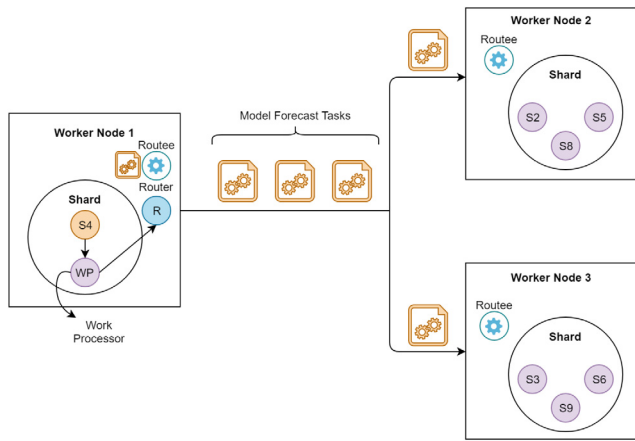 Worker Node 1
Routee
Router
R
Shard
S4
WP
Work
Processor
Model Forecast Tasks
Worker Node 2
Routee
Shard
S2
S5
S8
Worker Node 3
Routee
Shard
S3
S6
S9